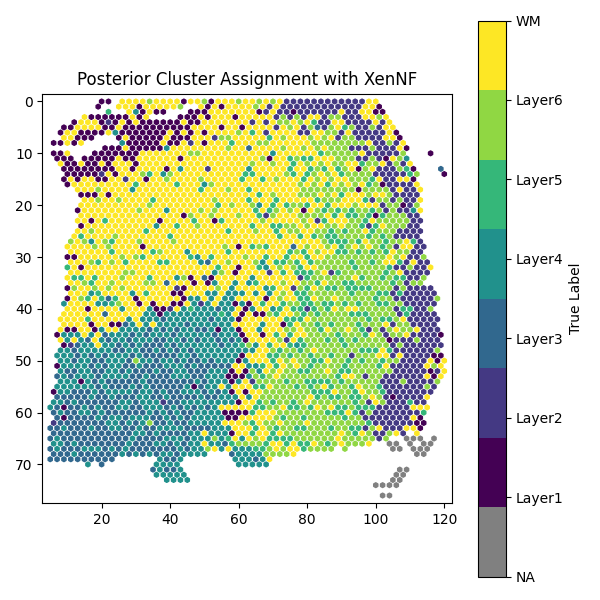 Posterior Cluster Assignment with XenNF
0
10
20
30
40
50
60
70
20
40
60
80
100
120
WM
Layer6
Layer5
Layer4
Layer3
Layer2
Layer1
NA
True Label